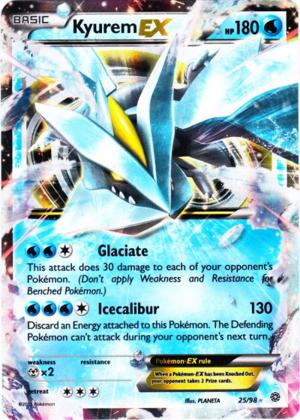 BASIC
Kyurem EX HP 180
Glaciate
This attack does 30 damage to each of your opponent's
Pokémon. (Don't apply Weakness and Resistance for
Benched Pokémon.)
Icecalibur 130
Discard an Energy attached to this Pokémon. The Defending
Pokémon can't attack during your opponent's next turn.
weakness resistance
×2
retreat
Pokémon-EX rule
When a Pokémon-EX has been Knocked Out,
your opponent takes 2 Prize cards.
Illus. PLANETA 25/98